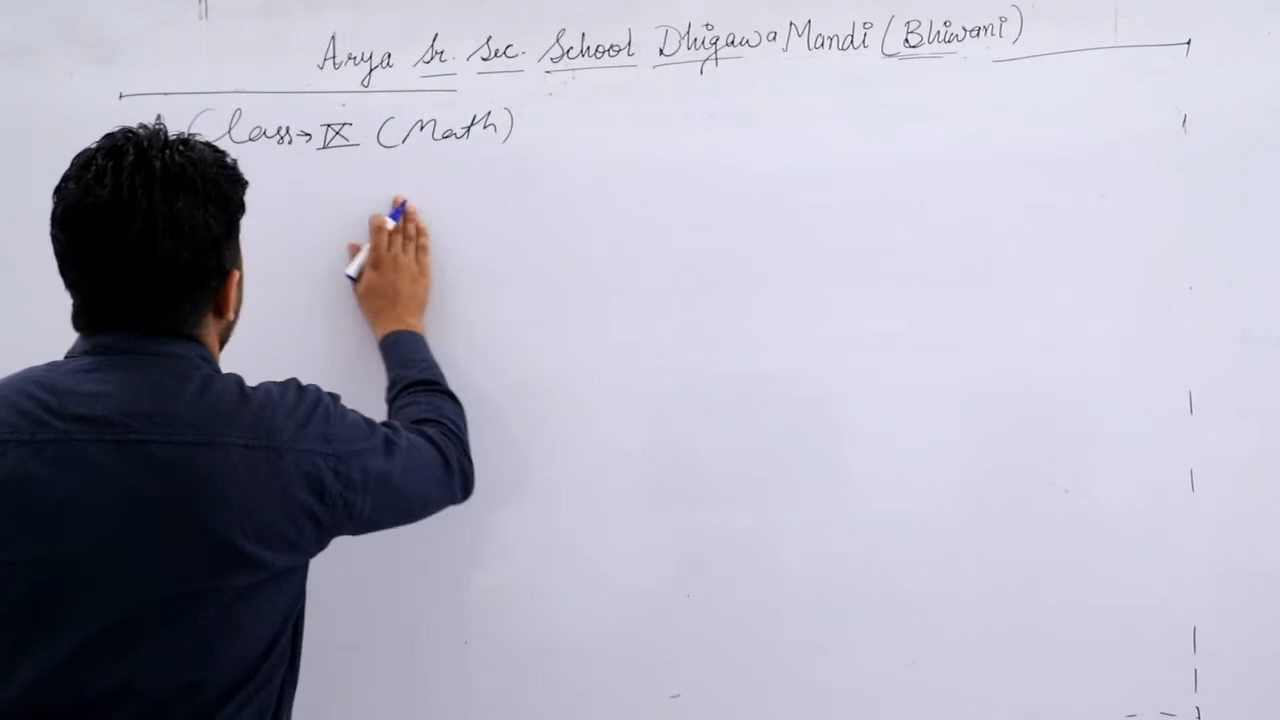 Arya Sr. Sec. School Dhigawa Mandi (Bhiwani)
Class→IX (Math)